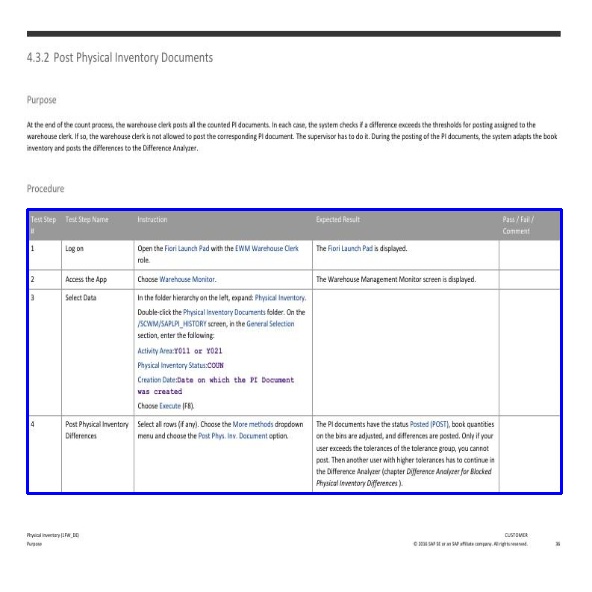 4.3.2 Post Physical Inventory Documents
Purpose
At the end of the count process, the warehouse clerk posts all the counted PI documents. In each case, the system checks if a difference exceeds the thresholds for posting assigned to the
warehouse clerk. If so, the warehouse clerk is not allowed to post the corresponding PI document. The supervisor has to do it. During the posting of the PI documents, the system adapts the book
inventory and posts the differences to the Difference Analyzer.
Procedure
Test Step Test Step Name Instruction Expected Result Pass / Fail /
# Comment
1 Log on Open the Fiori Launch Pad with the EWM Warehouse Clerk The Fiori Launch Pad is displayed.
role.
2 Access the App Choose Warehouse Monitor. The Warehouse Management Monitor screen is displayed.
3 Select Data In the folder hierarchy on the left, expand: Physical Inventory.
Double-click the Physical Inventory Documents folder. On the
/SCWM/SAPLPI_HISTORY screen, in the General Selection
section, enter the following:
Activity Area:Y011 or Y021
Physical Inventory Status:COUN
Creation Date:Date on which the PI Document
was created
Choose Execute (F8).
4 Post Physical Inventory Select all rows (if any). Choose the More methods dropdown The PI documents have the status Posted (POST), book quantities
Differences menu and choose the Post Phys. Inv. Document option. on the bins are adjusted, and differences are posted. Only if your
user exceeds the tolerances of the tolerance group, you cannot
post. Then another user with higher tolerances has to continue in
the Difference Analyzer (chapter Difference Analyzer for Blocked
Physical Inventory Differences ).
Physical Inventory (1FW_DE) CUSTOMER
Purpose © 2016 SAP SE or an SAP affiliate company. All rights reserved. 36